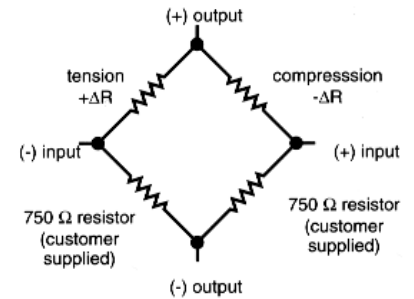 (+) output
tension
+ΔR
compresssion
-ΔR
(-) input
(+) input
750 Ω resistor
(customer
supplied)
750 Ω resistor
(customer
supplied)
(-) output